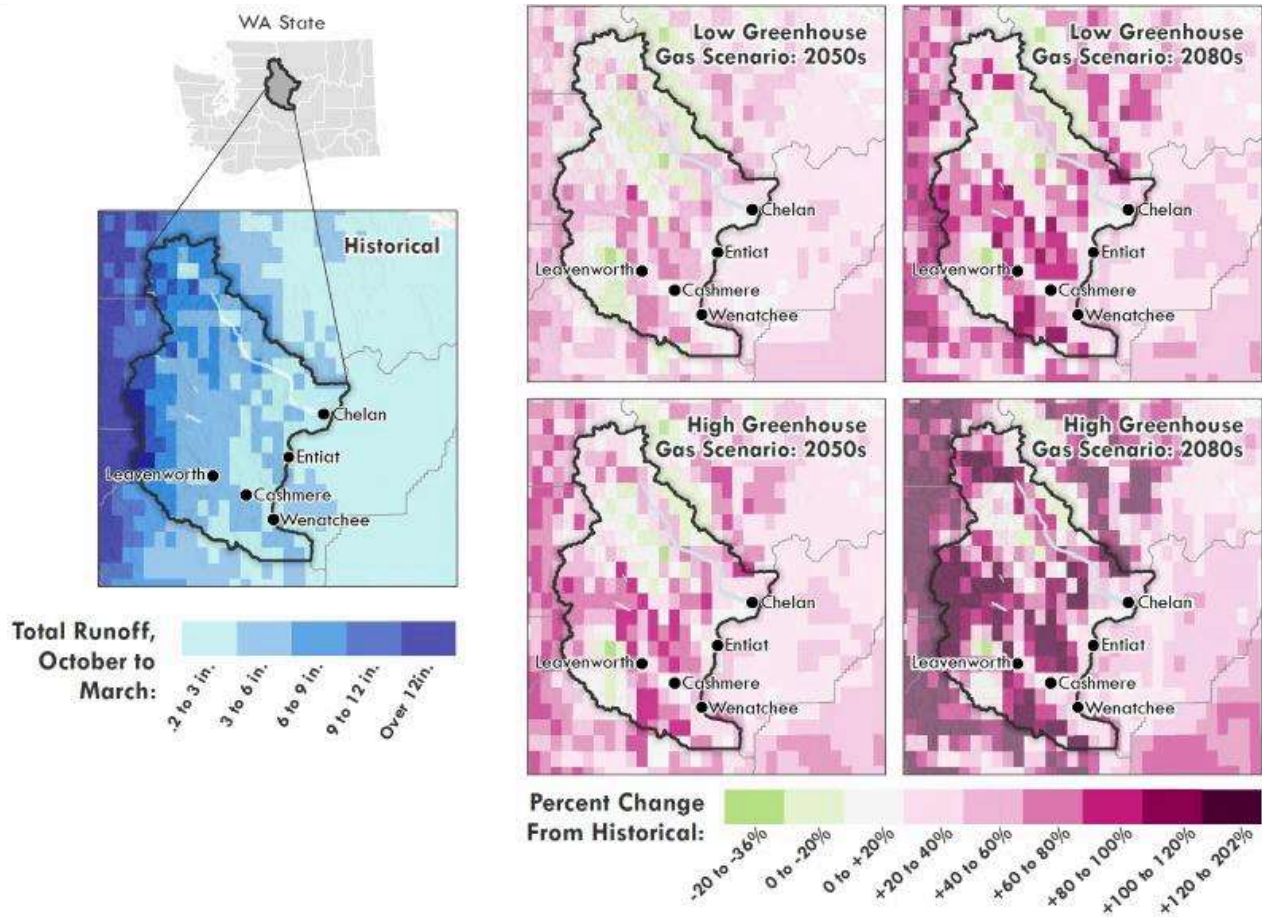 WA State
Historical
Chelan
Entiat
Leavenworth
Cashmere
Wenatchee
Total Runoff,
October to
March:
.2 to 3 in.
3 to 6 in.
6 to 9 in.
9 to 12 in.
Over 12in.
Low Greenhouse
Gas Scenario: 2050s
Chelan
Entiat
Leavenworth
Cashmere
Wenatchee
Low Greenhouse
Gas Scenario: 2080s
Chelan
Entiat
Leavenworth
Cashmere
Wenatchee
High Greenhouse
Gas Scenario: 2050s
Chelan
Entiat
Leavenworth
Cashmere
Wenatchee
High Greenhouse
Gas Scenario: 2080s
Chelan
Entiat
Leavenworth
Cashmere
Wenatchee
Percent Change
From Historical:
-20 to -36%
0 to -20%
0 to +20%
+20 to 40%
+40 to 60%
+60 to 80%
+80 to 100%
+100 to 120%
+120 to 202%